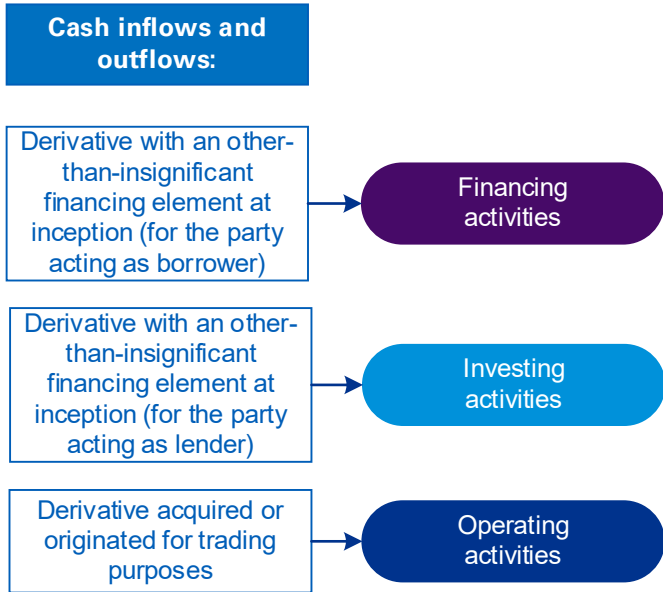 Cash inflows and
outflows:
Derivative with an other-
than-insignificant
financing element at
inception (for the party
acting as borrower)
Financing
activities
Derivative with an other-
than-insignificant
financing element at
inception (for the party
acting as lender)
Investing
activities
Derivative acquired or
originated for trading
purposes
Operating
activities